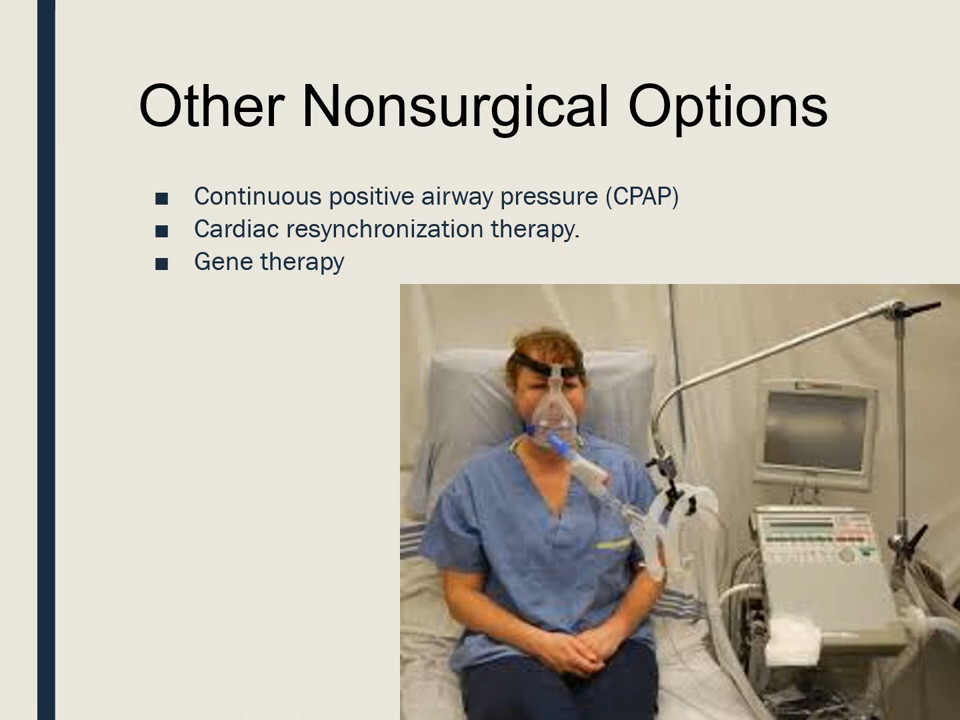 Other Nonsurgical Options
■ Continuous positive airway pressure (CPAP)
■ Cardiac resynchronization therapy.
■ Gene therapy